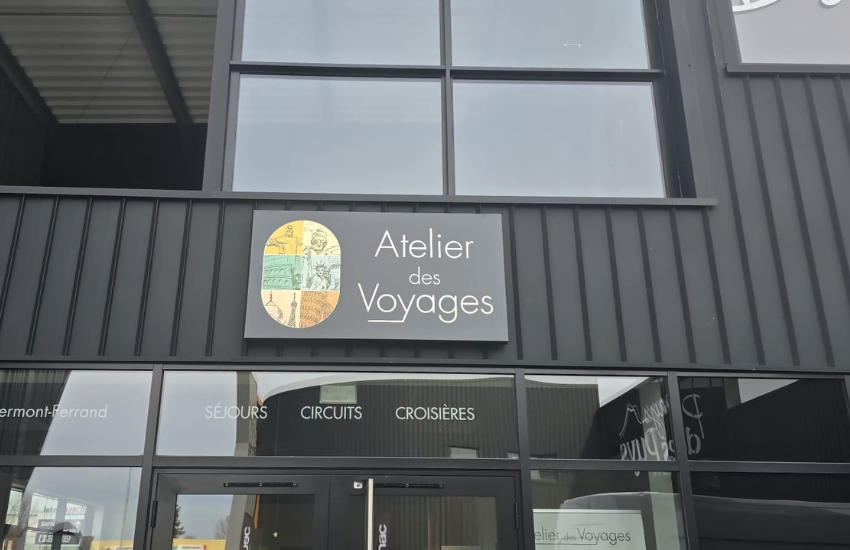 Atelier
des
Voyages
ermont-Ferrand
SÉJOURS CIRCUITS CROISIÈRES
telier des Voyages